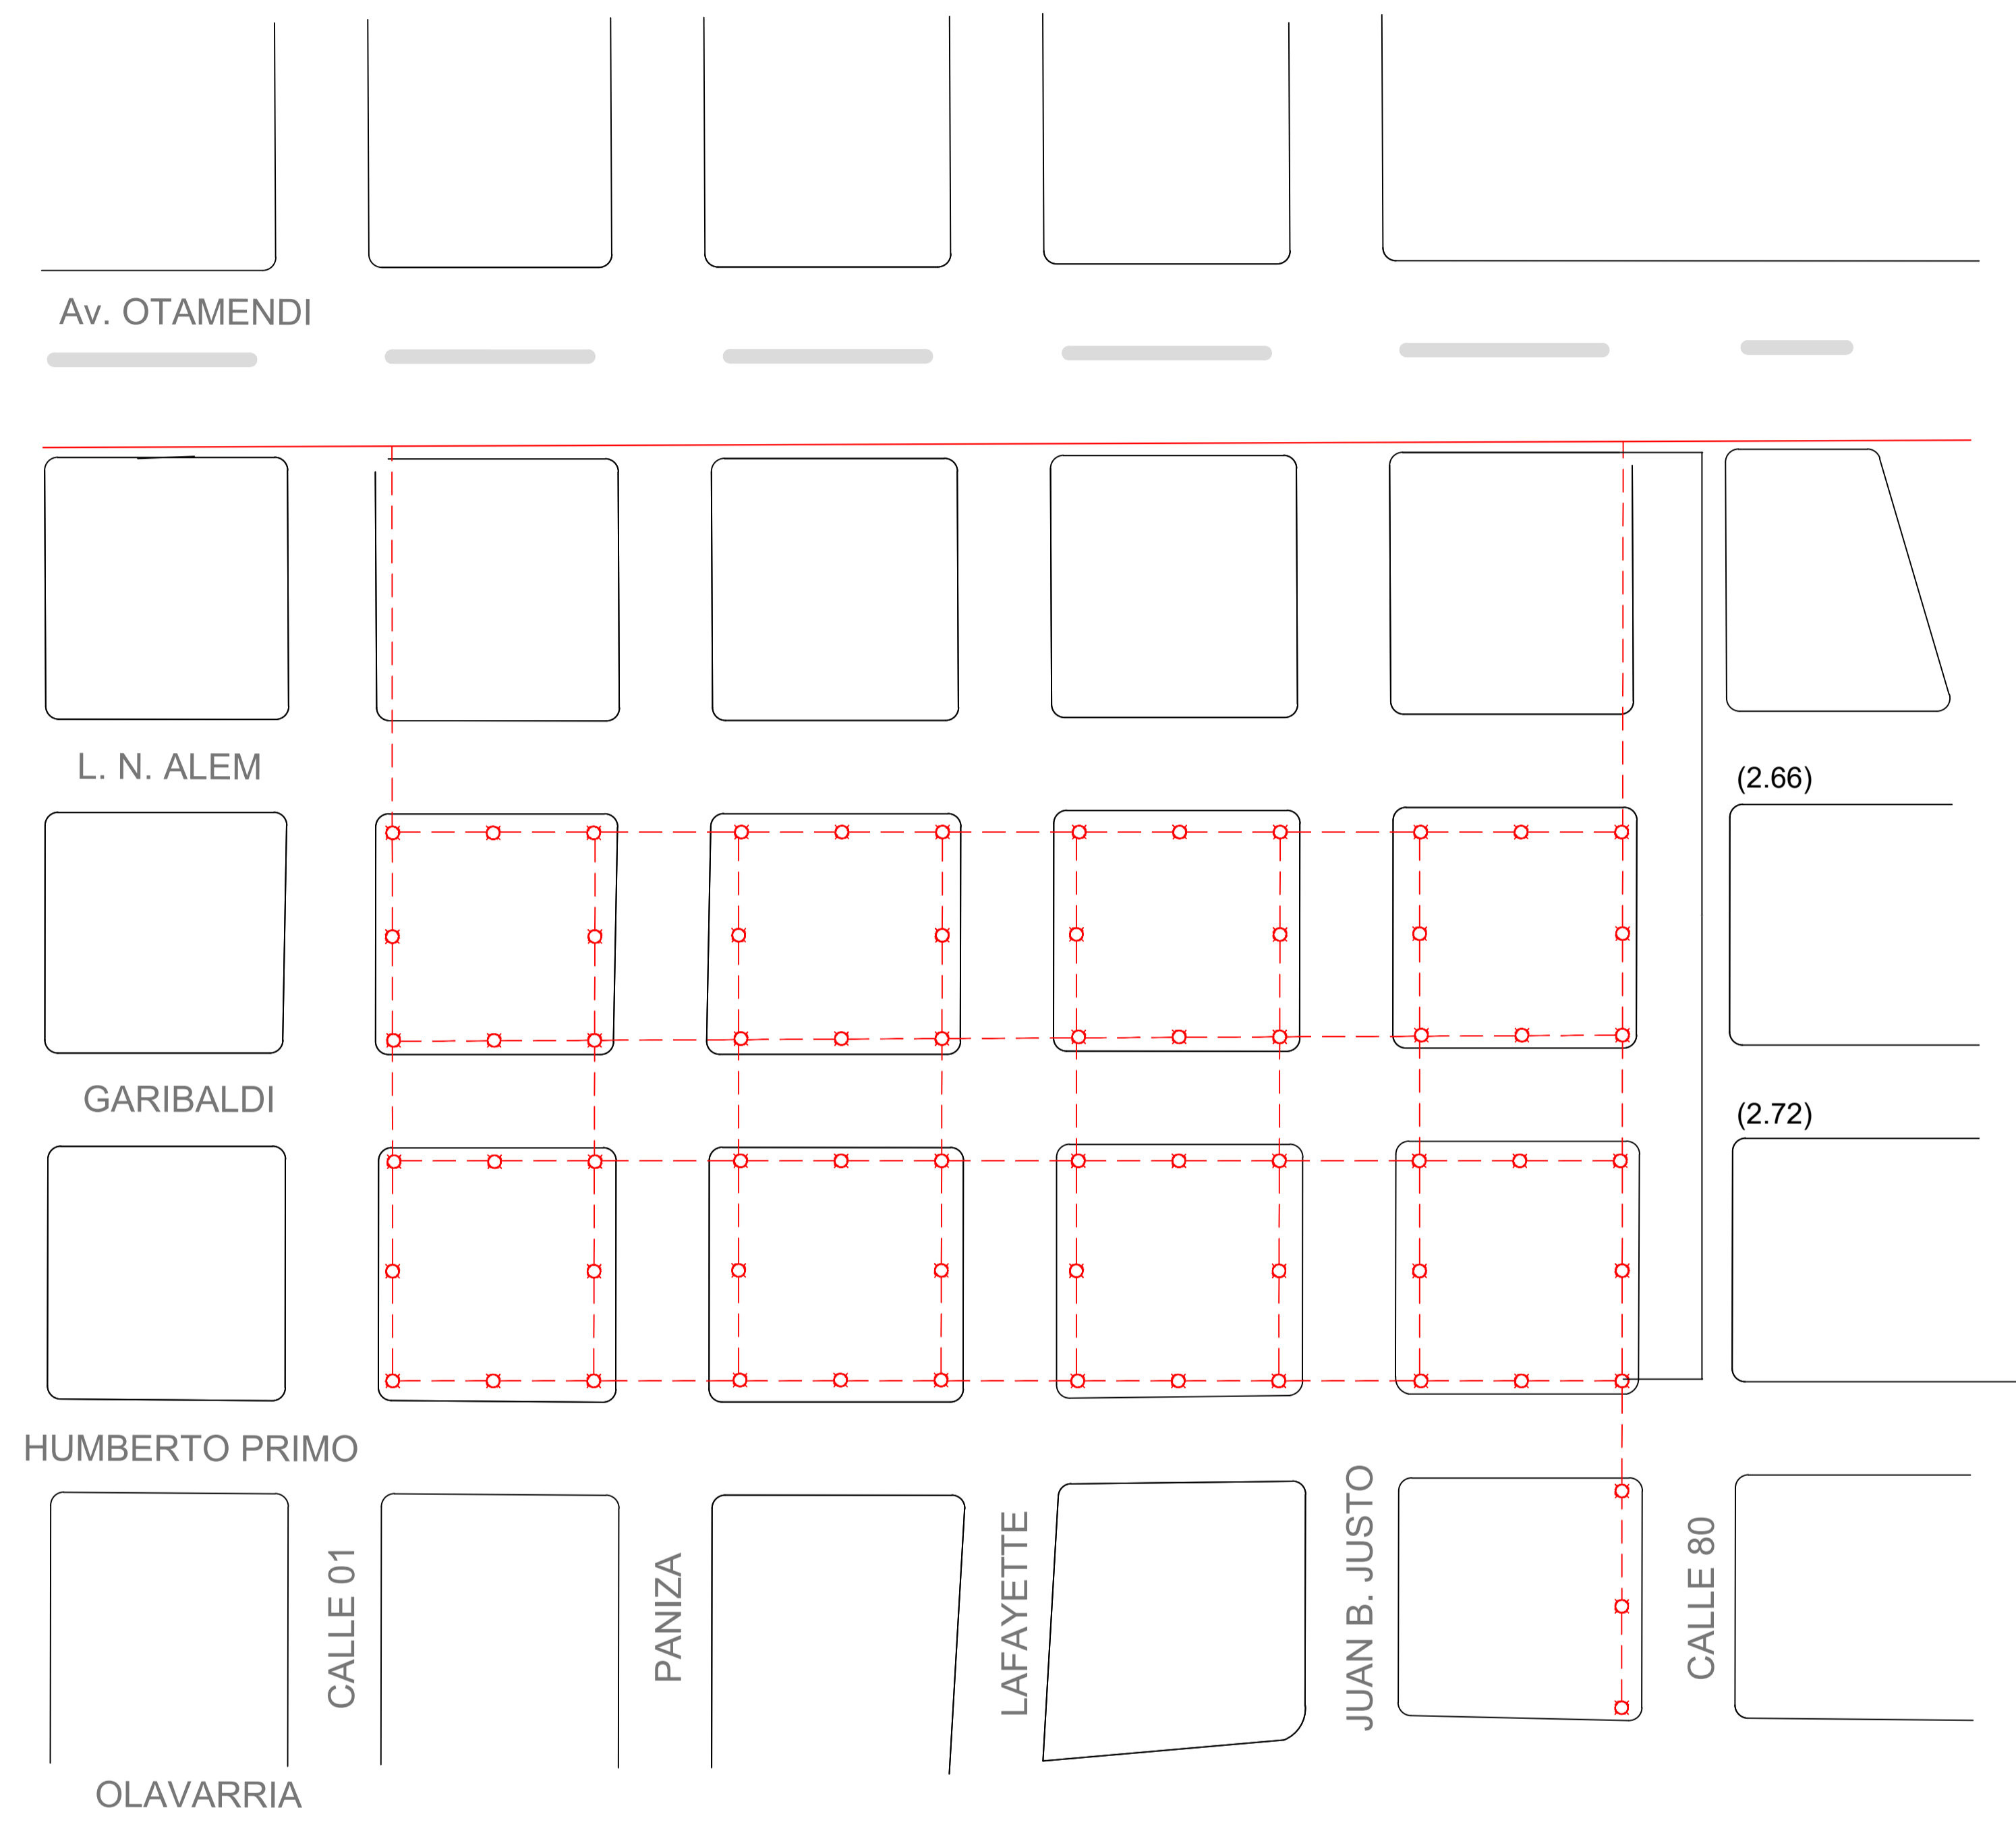 Av. OTAMENDI
L. N. ALEM
(2.66)
GARIBALDI
(2.72)
HUMBERTO PRIMO
CALLE 01
PANIZA
LAFAYETTE
JUAN B. JUSTO
CALLE 80
OLAVARRIA